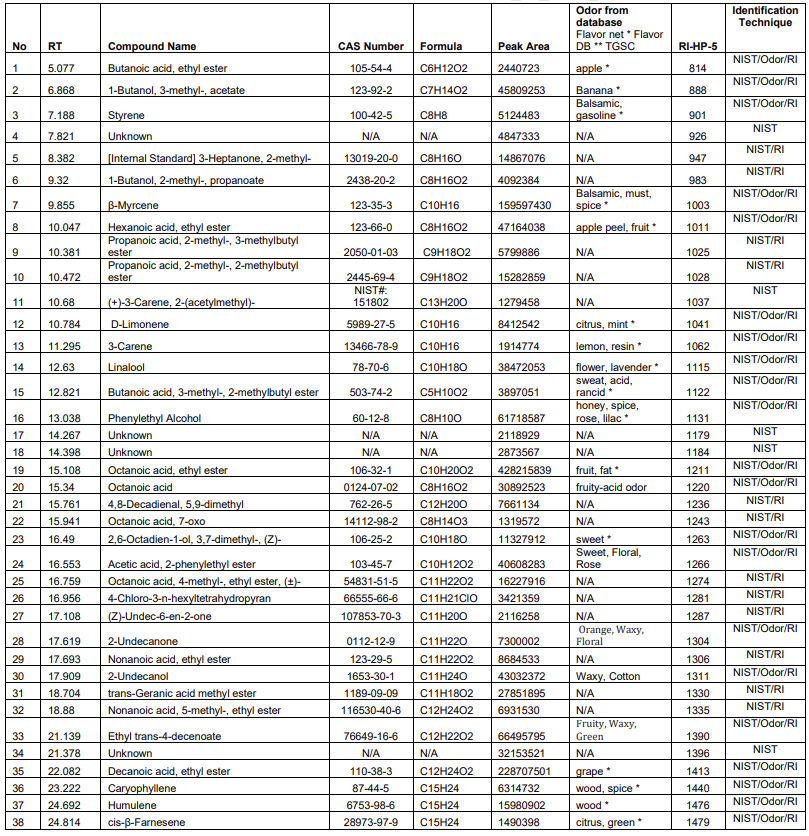 No RT Compound Name CAS Number Formula Peak Area Odor from database Flavor net * Flavor DB ** TGSC RI-HP-5 Identification Technique
1 5.077 Butanoic acid, ethyl ester 105-54-4 C6H12O2 2440723 apple * 814 NIST/Odor/RI
2 6.868 1-Butanol, 3-methyl-, acetate 123-92-2 C7H14O2 45809253 Banana * 888 NIST/Odor/RI
3 7.188 Styrene 100-42-5 C8H8 5124483 Balsamic, gasoline * 901 NIST/Odor/RI
4 7.821 Unknown N/A N/A 4847333 N/A 926 NIST
5 8.382 [Internal Standard] 3-Heptanone, 2-methyl- 13019-20-0 C8H16O 14867076 N/A 947 NIST/RI
6 9.32 1-Butanol, 2-methyl-, propanoate 2438-20-2 C8H16O2 4092384 N/A 983 NIST/RI
7 9.855 β-Myrcene 123-35-3 C10H16 159597430 Balsamic, must, spice * 1003 NIST/Odor/RI
8 10.047 Hexanoic acid, ethyl ester 123-66-0 C8H16O2 47164038 apple peel, fruit * 1011 NIST/Odor/RI
9 10.381 Propanoic acid, 2-methyl-, 3-methylbutyl ester 2050-01-03 C9H18O2 5799886 N/A 1025 NIST/RI
10 10.472 Propanoic acid, 2-methyl-, 2-methylbutyl ester 2445-69-4 C9H18O2 15282859 N/A 1028 NIST/RI
11 10.68 (+)-3-Carene, 2-(acetylmethyl)- NIST#: 151802 C13H20O 1279458 N/A 1037 NIST
12 10.784 D-Limonene 5989-27-5 C10H16 8412542 citrus, mint * 1041 NIST/Odor/RI
13 11.295 3-Carene 13466-78-9 C10H16 1914774 lemon, resin * 1062 NIST/Odor/RI
14 12.63 Linalool 78-70-6 C10H18O 38472053 flower, lavender * 1115 NIST/Odor/RI
15 12.821 Butanoic acid, 3-methyl-, 2-methylbutyl ester 503-74-2 C5H10O2 3897051 sweat, acid, rancid * 1122 NIST/Odor/RI
16 13.038 Phenylethyl Alcohol 60-12-8 C8H10O 61718587 honey, spice, rose, lilac * 1131 NIST/Odor/RI
17 14.267 Unknown N/A N/A 2118929 N/A 1179 NIST
18 14.398 Unknown N/A N/A 2873567 N/A 1184 NIST
19 15.108 Octanoic acid, ethyl ester 106-32-1 C10H20O2 428215839 fruit, fat * 1211 NIST/Odor/RI
20 15.34 Octanoic acid 0124-07-02 C8H16O2 30892523 fruity-acid odor 1220 NIST/Odor/RI
21 15.761 4,8-Decadienal, 5,9-dimethyl 762-26-5 C12H20O 7661134 N/A 1236 NIST/RI
22 15.941 Octanoic acid, 7-oxo 14112-98-2 C8H14O3 1319572 N/A 1243 NIST/RI
23 16.49 2,6-Octadien-1-ol, 3,7-dimethyl-, (Z)- 106-25-2 C10H18O 11327912 sweet * 1263 NIST/Odor/RI
24 16.553 Acetic acid, 2-phenylethyl ester 103-45-7 C10H12O2 40608283 Sweet, Floral, Rose 1266 NIST/Odor/RI
25 16.759 Octanoic acid, 4-methyl-, ethyl ester, (±)- 54831-51-5 C11H22O2 16227916 N/A 1274 NIST/RI
26 16.956 4-Chloro-3-n-hexyltetrahydropyran 66555-66-6 C11H21ClO 3421359 N/A 1281 NIST/RI
27 17.108 (Z)-Undec-6-en-2-one 107853-70-3 C11H20O 2116258 N/A 1287 NIST/RI
28 17.619 2-Undecanone 0112-12-9 C11H22O 7300002 Orange, Waxy, Floral 1304 NIST/Odor/RI
29 17.693 Nonanoic acid, ethyl ester 123-29-5 C11H22O2 8684533 N/A 1306 NIST/RI
30 17.909 2-Undecanol 1653-30-1 C11H24O 43032372 Waxy, Cotton 1311 NIST/Odor/RI
31 18.704 trans-Geranic acid methyl ester 1189-09-09 C11H18O2 27851895 N/A 1330 NIST/RI
32 18.88 Nonanoic acid, 5-methyl-, ethyl ester 116530-40-6 C12H24O2 6931530 N/A 1335 NIST/RI
33 21.139 Ethyl trans-4-decenoate 76649-16-6 C12H22O2 66495795 Fruity, Waxy, Green 1390 NIST/Odor/RI
34 21.378 Unknown N/A N/A 32153521 N/A 1396 NIST
35 22.082 Decanoic acid, ethyl ester 110-38-3 C12H24O2 228707501 grape * 1413 NIST/Odor/RI
36 23.222 Caryophyllene 87-44-5 C15H24 6314732 wood, spice * 1440 NIST/Odor/RI
37 24.692 Humulene 6753-98-6 C15H24 15980902 wood * 1476 NIST/Odor/RI
38 24.814 cis-β-Farnesene 28973-97-9 C15H24 1490398 citrus, green * 1479 NIST/Odor/RI